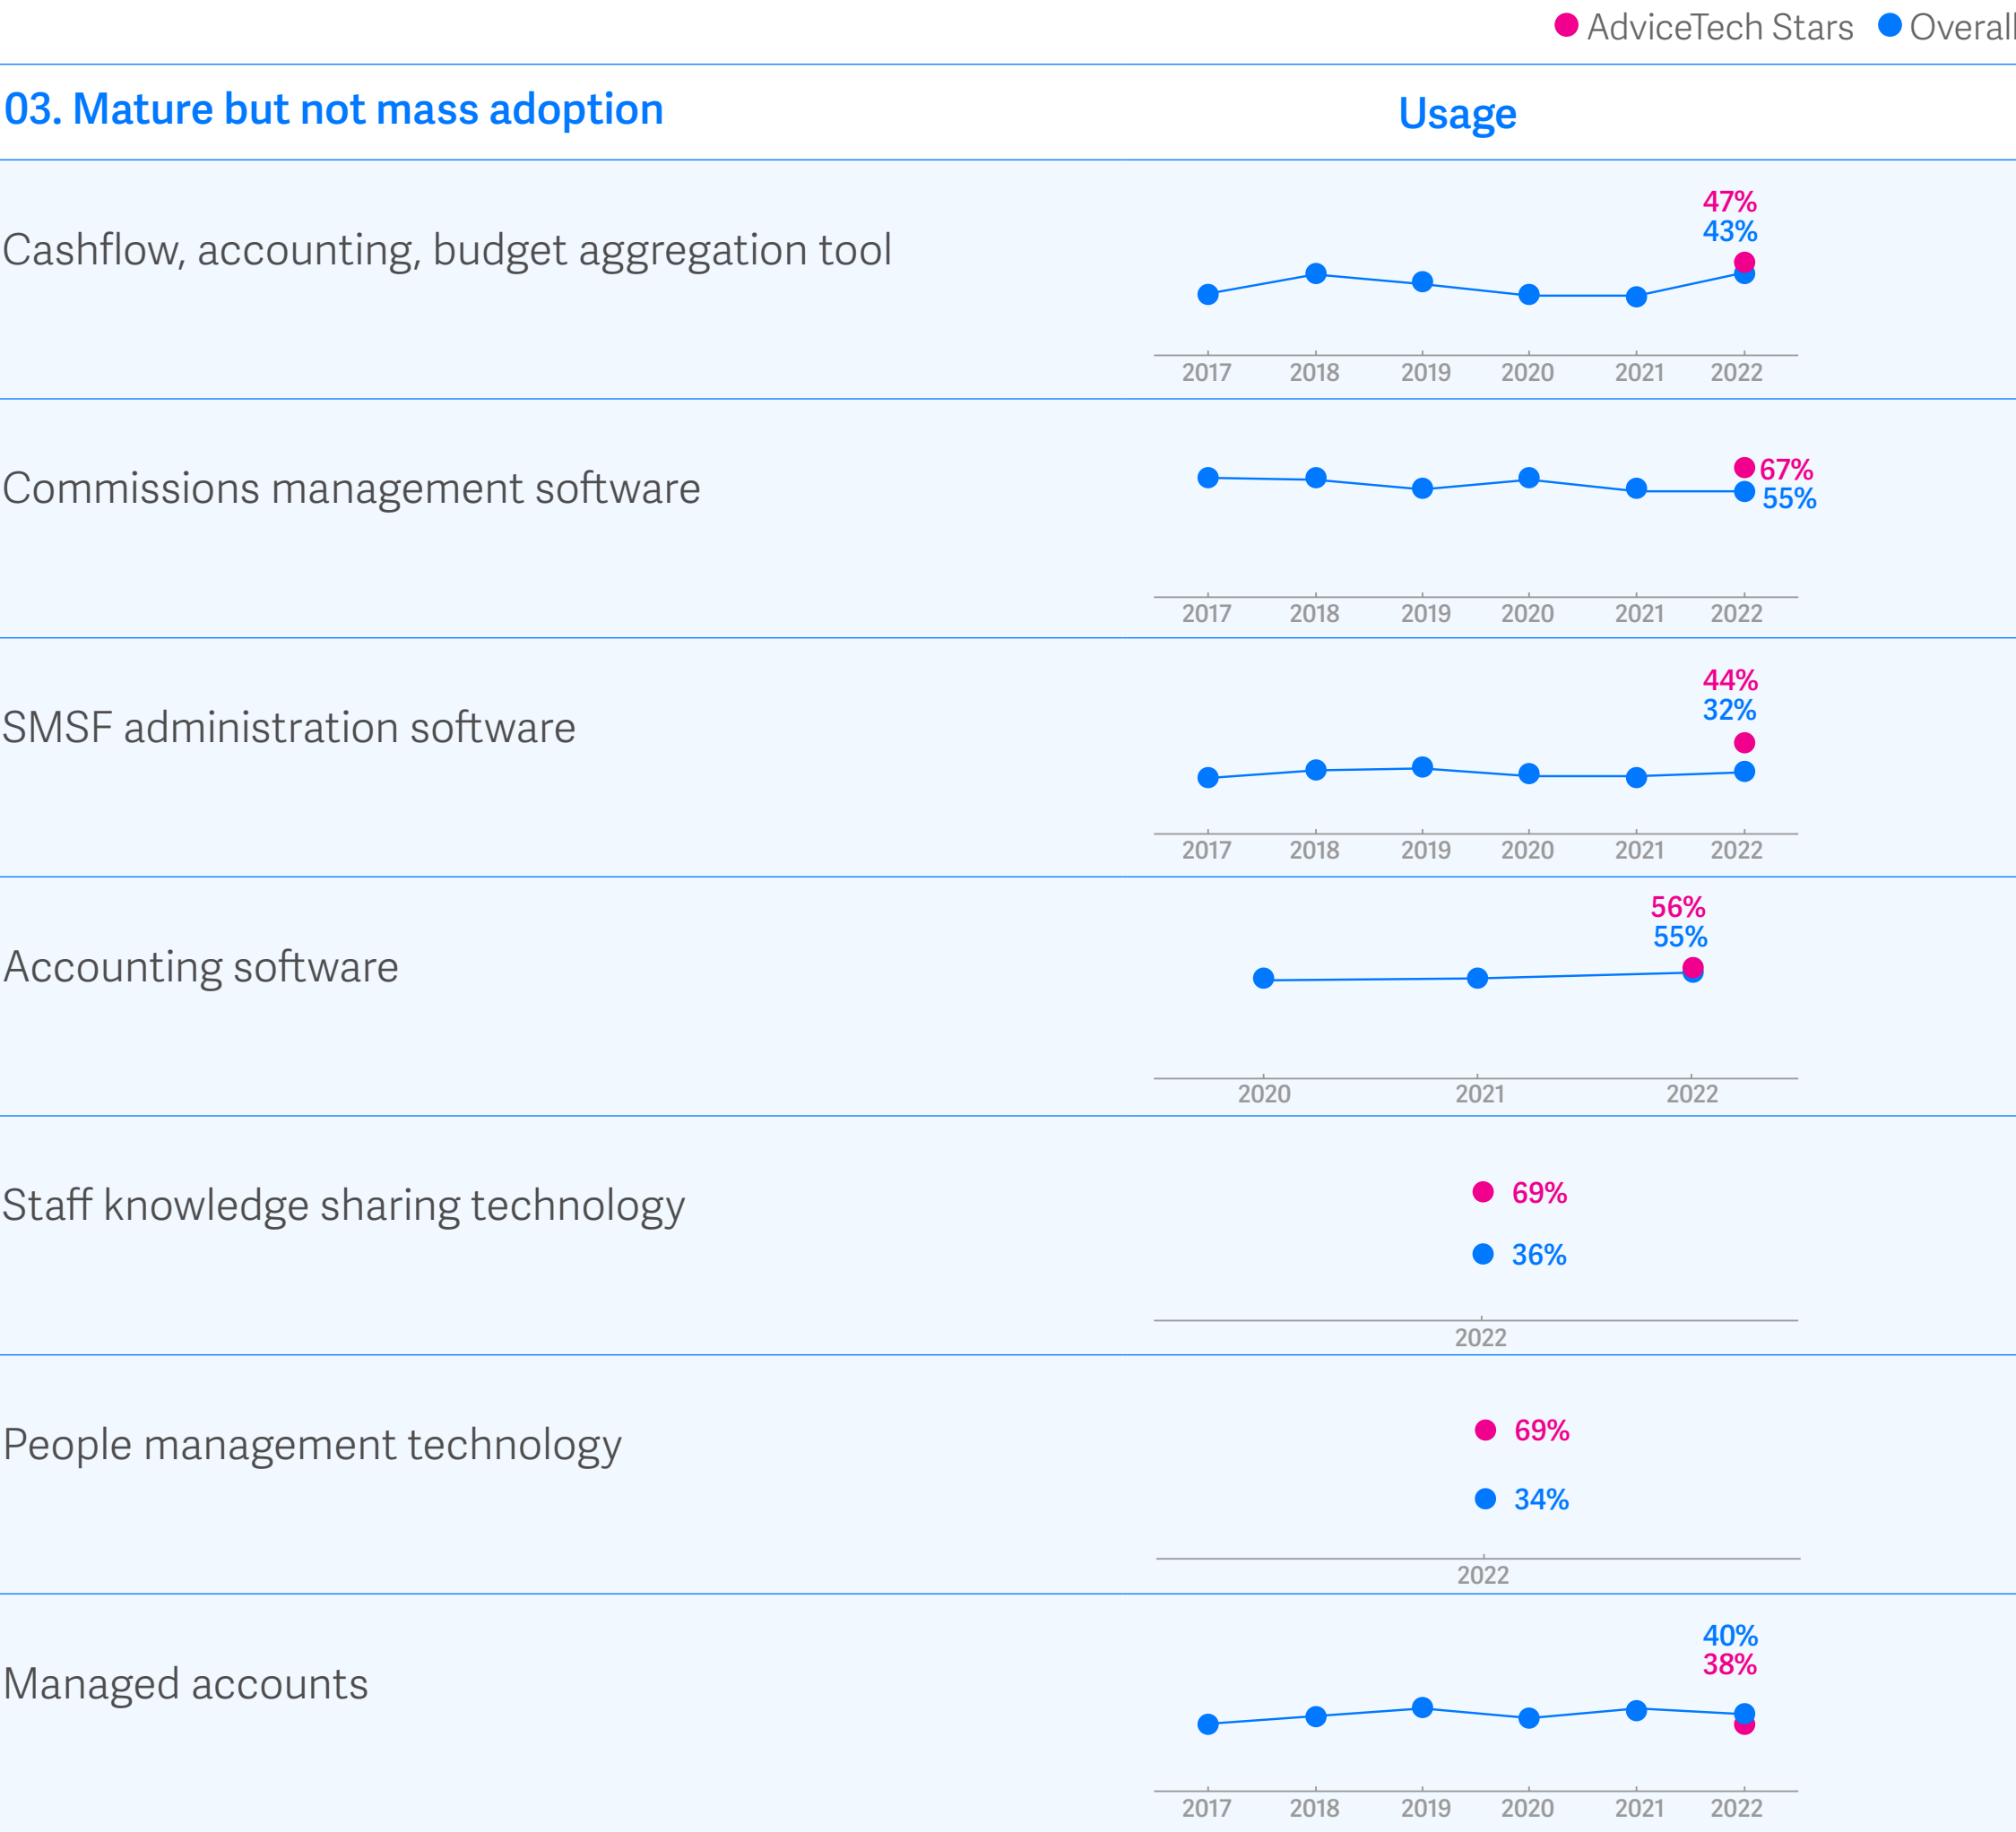 AdviceTech Stars Overall
03. Mature but not mass adoption Usage
Cashflow, accounting, budget aggregation tool
47%
43%
2017 2018 2019 2020 2021 2022
Commissions management software
67%
55%
2017 2018 2019 2020 2021 2022
SMSF administration software
44%
32%
2017 2018 2019 2020 2021 2022
Accounting software
56%
55%
2020 2021 2022
Staff knowledge sharing technology
69%
36%
2022
People management technology
69%
34%
2022
Managed accounts
40%
38%
2017 2018 2019 2020 2021 2022